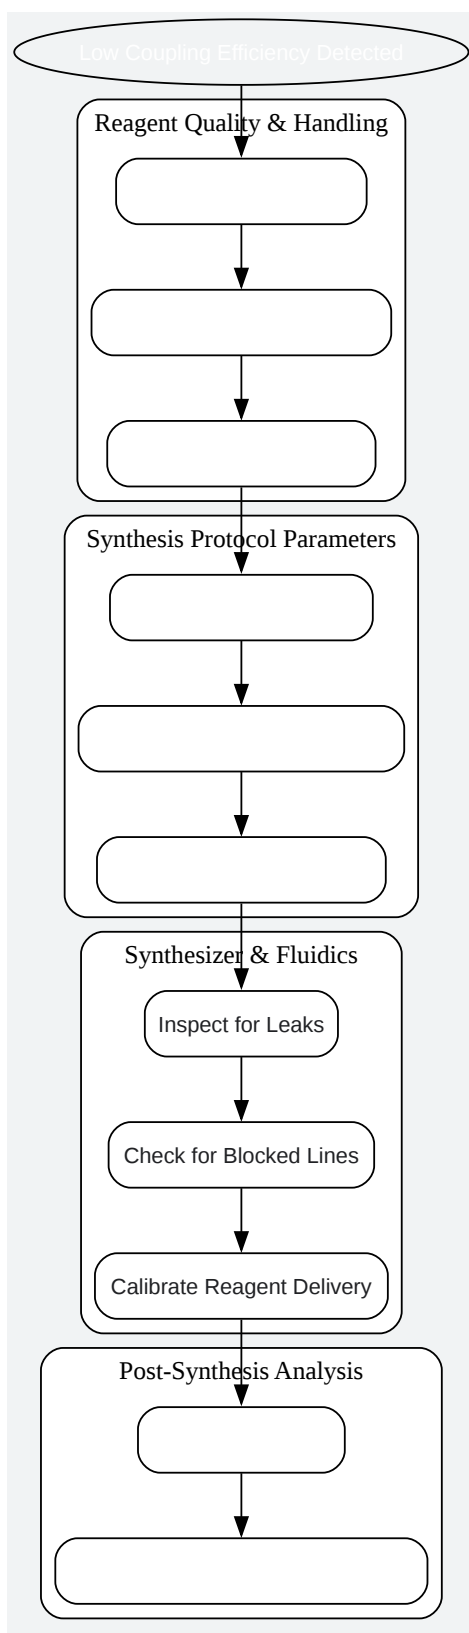 Low Coupling Efficiency Detected
Reagent Quality & Handling
Synthesis Protocol Parameters
Synthesizer & Fluidics
Inspect for Leaks
Check for Blocked Lines
Calibrate Reagent Delivery
Post-Synthesis Analysis